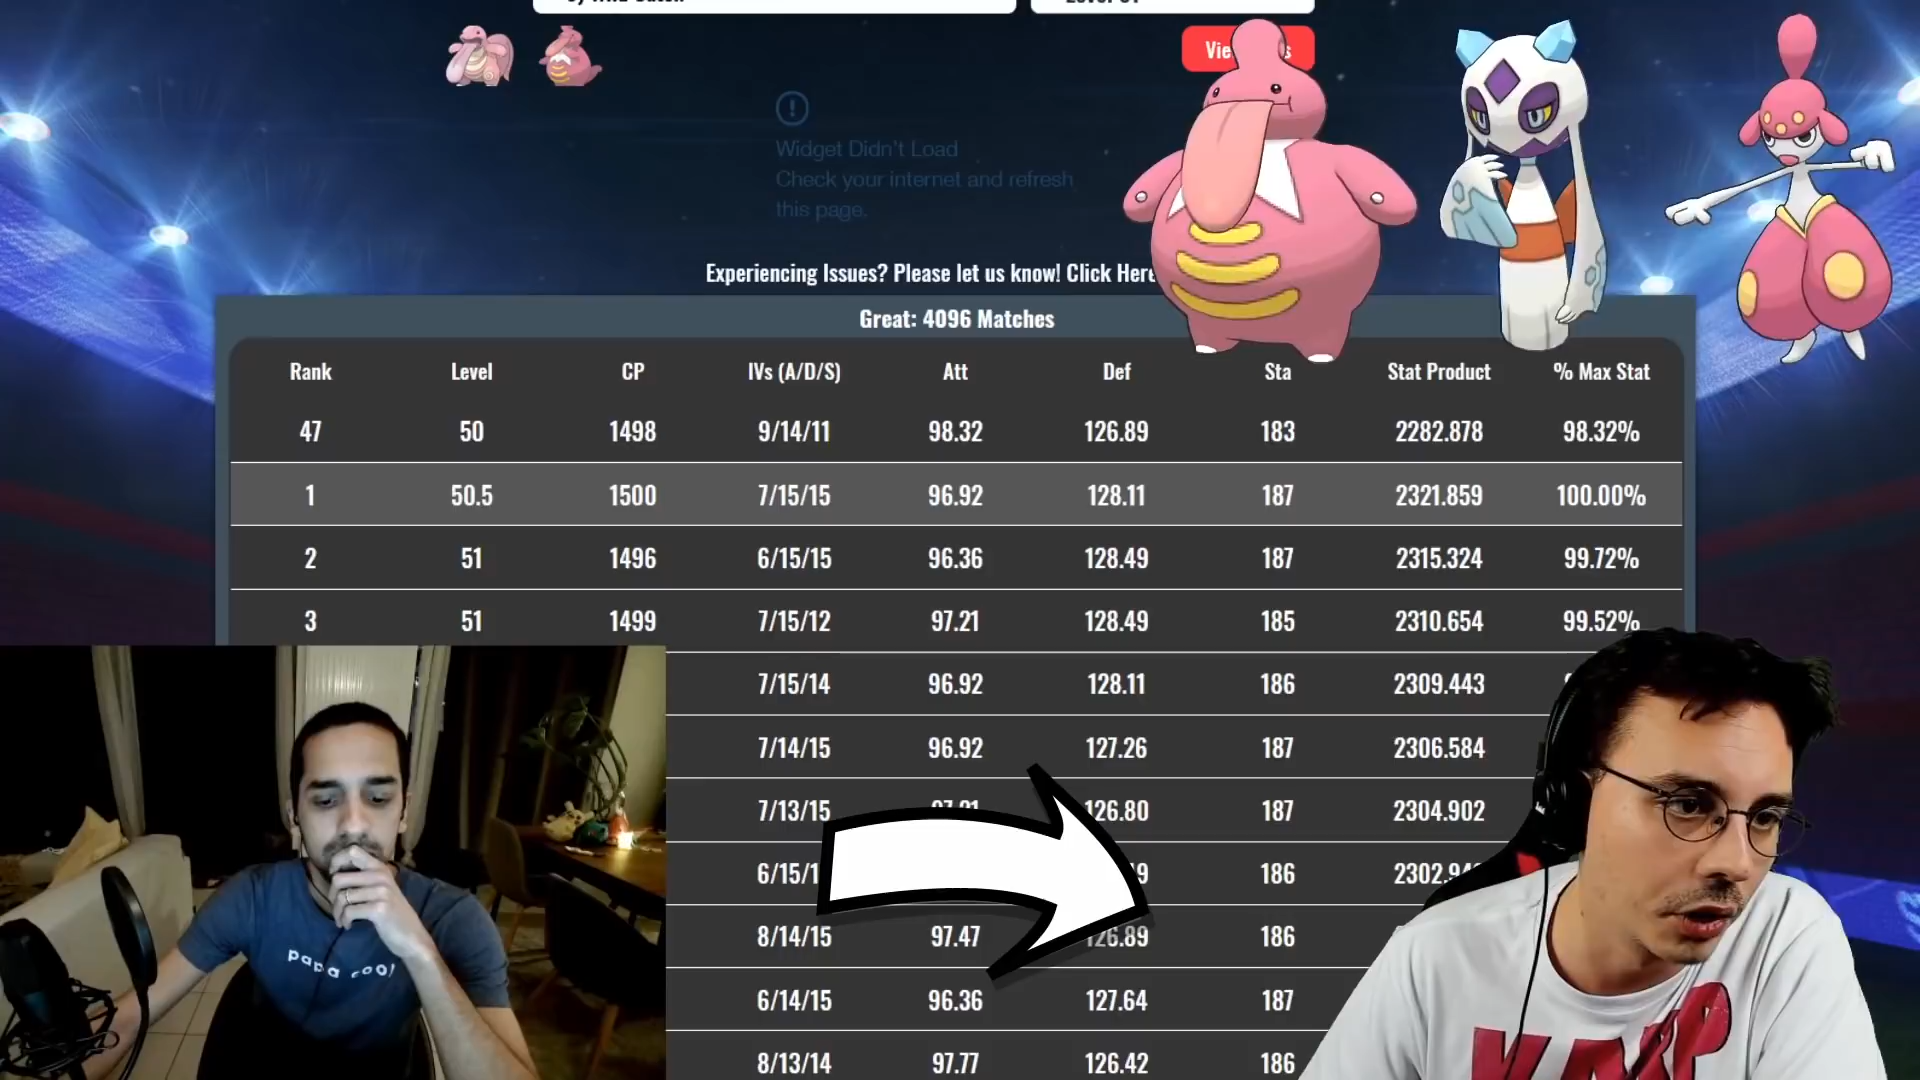 Widget Didn't Load
Check your internet and refresh
this page.
Experiencing Issues? Please let us know! Click Here
Great: 4096 Matches
Rank Level CP IVs (A/D/S) Att Def Sta Stat Product % Max Stat
47 50 1498 9/14/11 98.32 126.89 183 2282.878 98.32%
1 50.5 1500 7/15/15 96.92 128.11 187 2321.859 100.00%
2 51 1496 6/15/15 96.36 128.49 187 2315.324 99.72%
3 51 1499 7/15/12 97.21 128.49 185 2310.654 99.52%
7/15/14 96.92 128.11 186 2309.443
7/14/15 96.92 127.26 187 2306.584
7/13/15 97.21 126.80 187 2304.902
186
8/14/15 97.47 126.89 186
6/14/15 96.36 127.64 187
8/13/14 97.77 126.42 186
papa cool